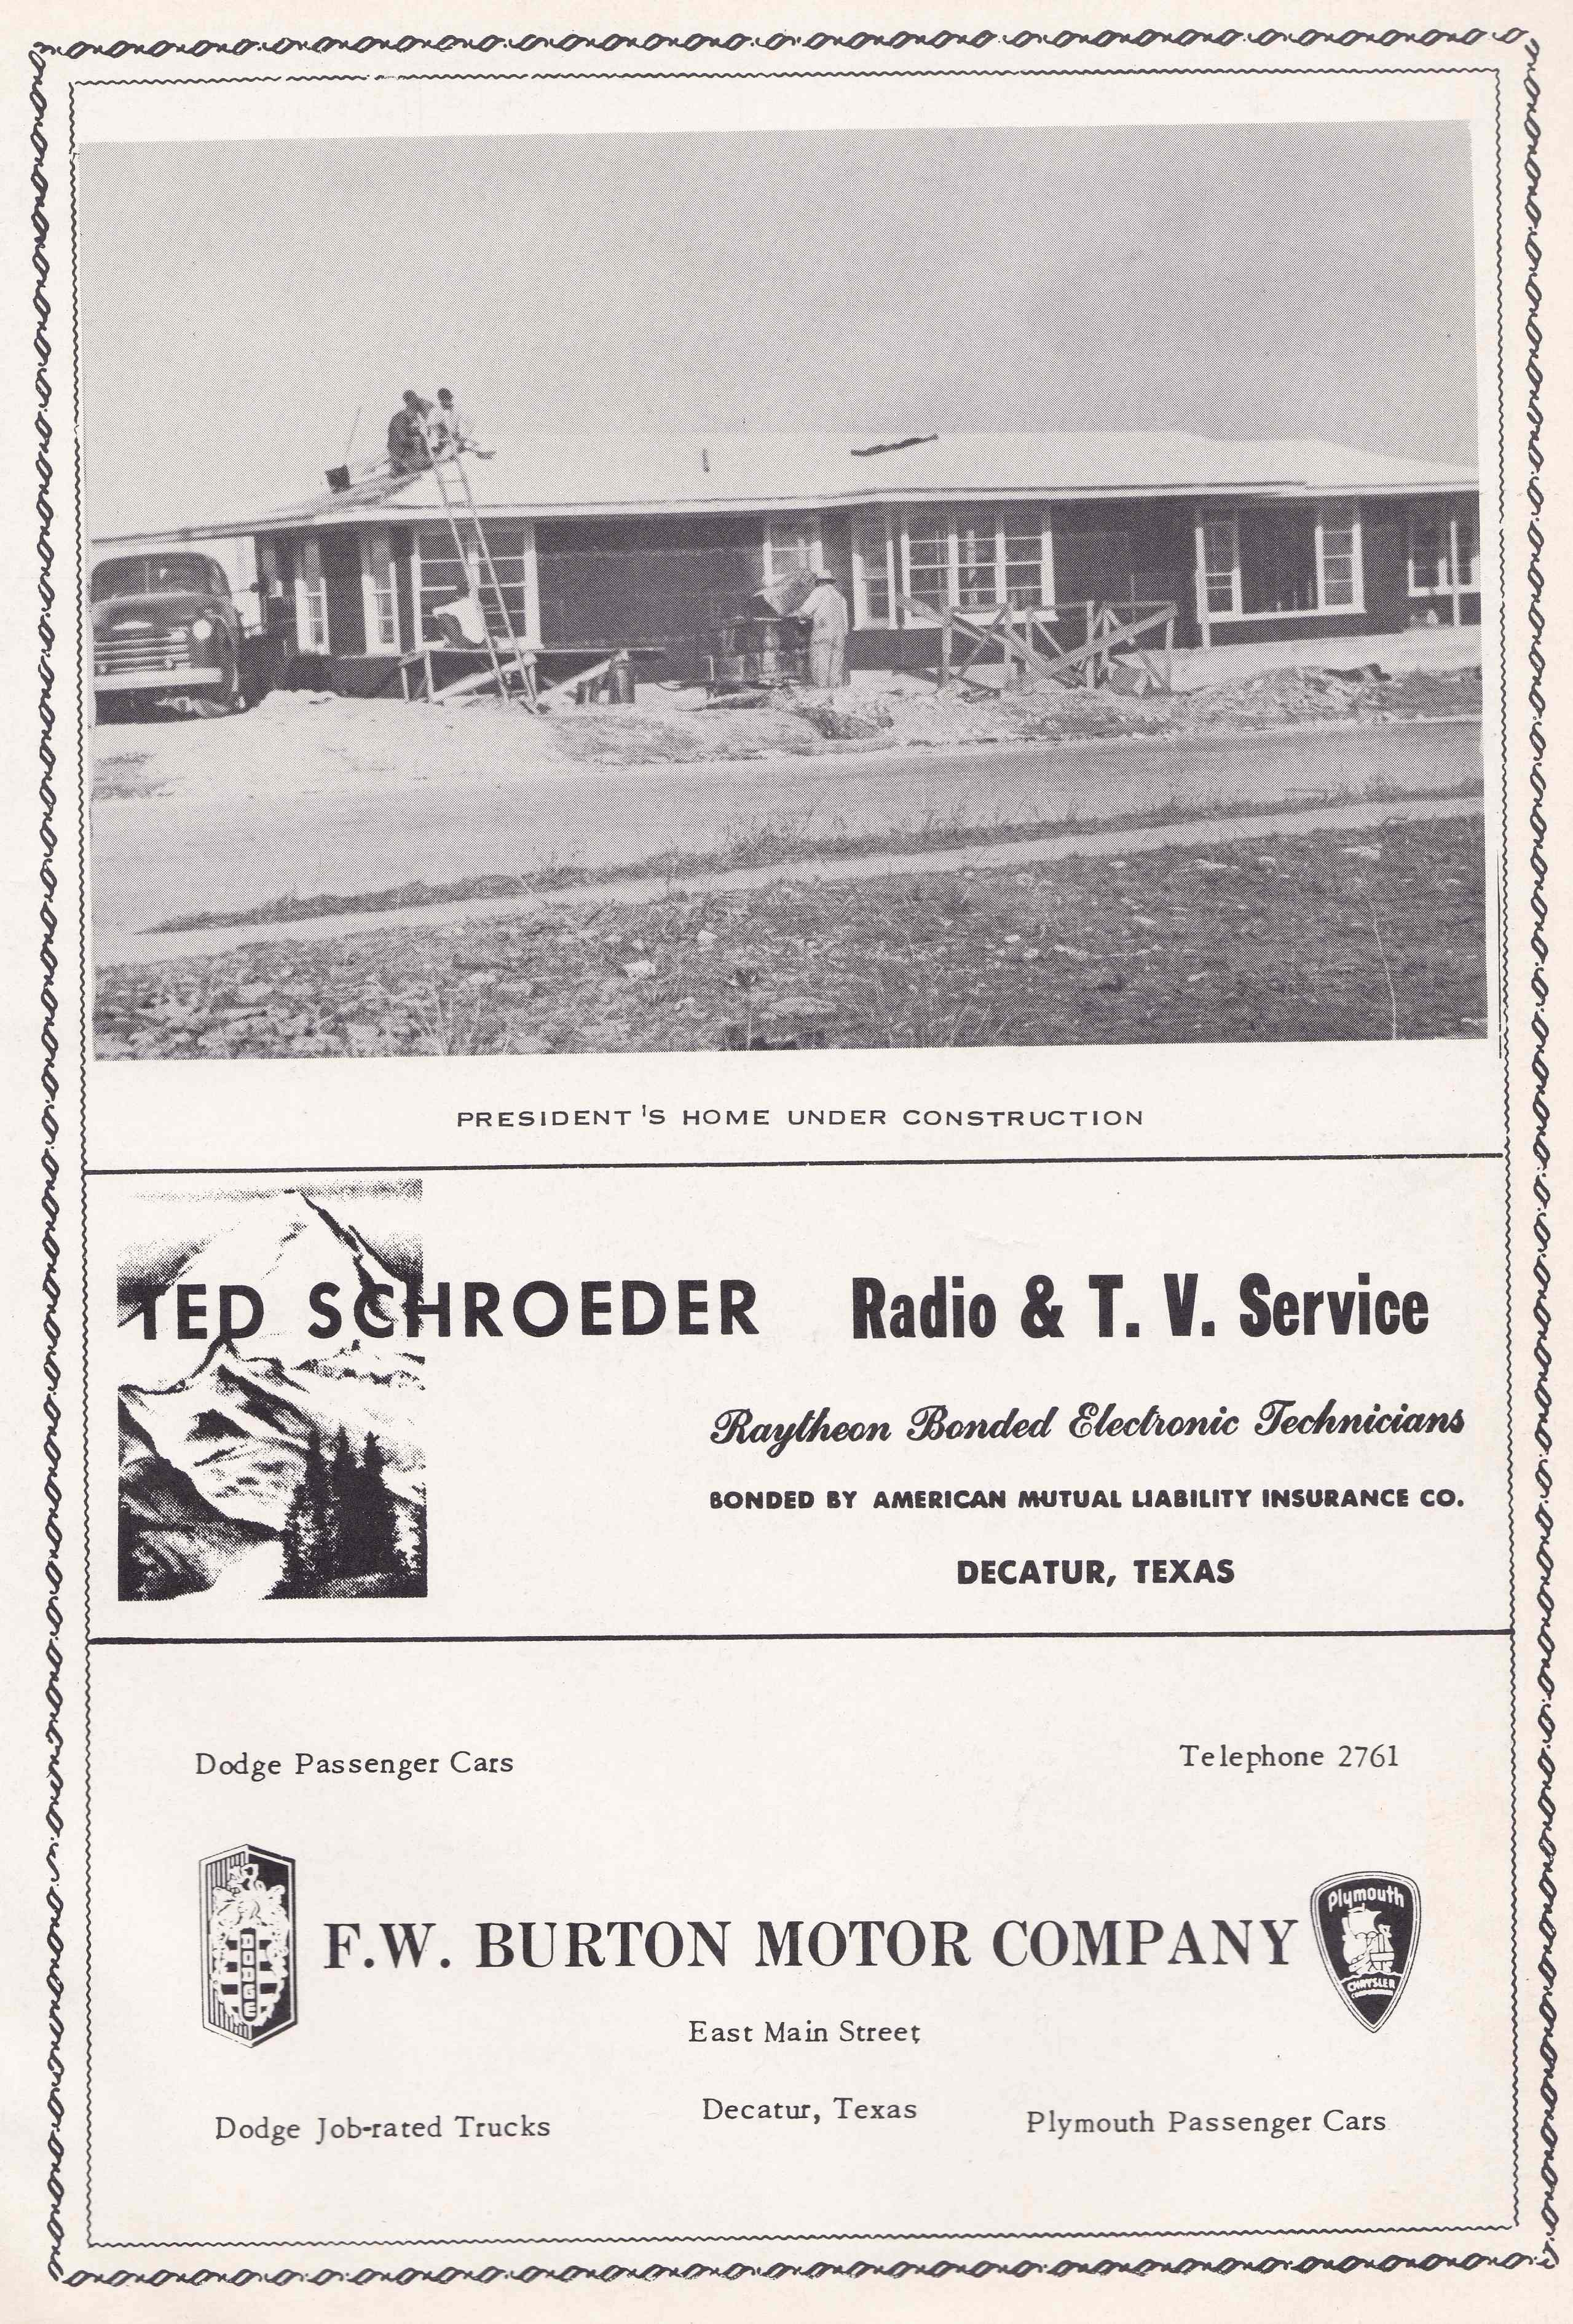 PRESIDENT'S HOME UNDER CONSTRUCTION
TED SCHROEDER Radio & T. V. Service
Raytheon Bonded Electronic Technicians
BONDED BY AMERICAN MUTUAL LIABILITY INSURANCE CO.
DECATUR, TEXAS
Dodge Passenger Cars Telephone 2761
DODGE
F.W. BURTON MOTOR COMPANY
Plymouth
CHRYSLER
East Main Street
Decatur, Texas
Dodge Job-rated Trucks Plymouth Passenger Cars